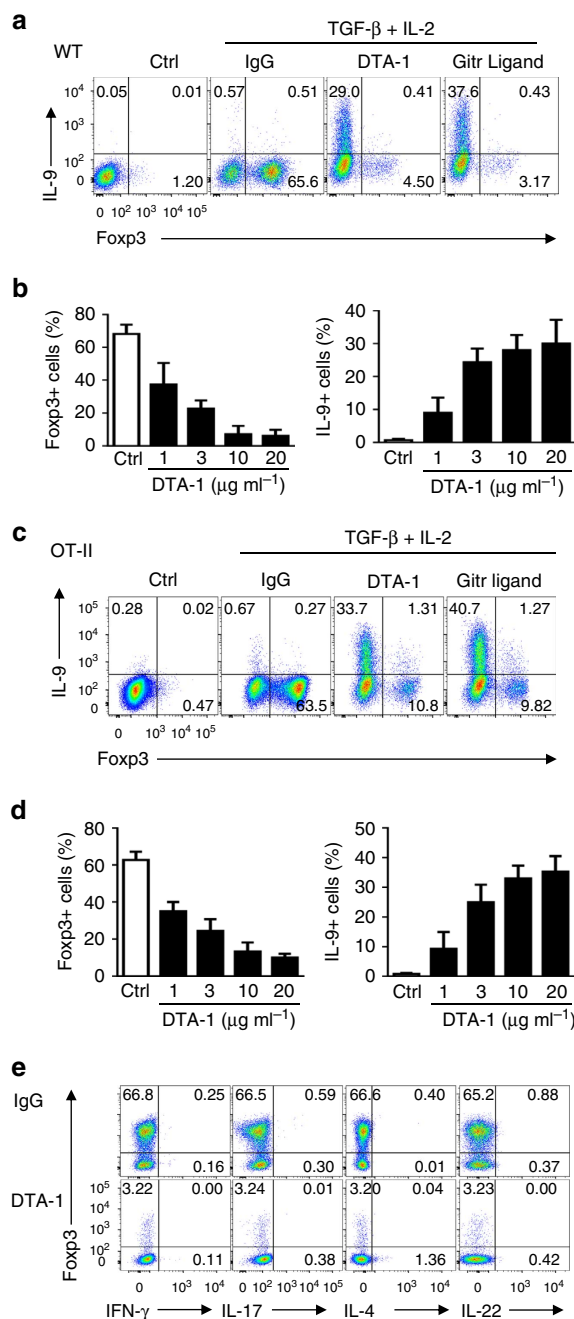 a
TGF-β + IL-2
WT
Ctrl IgG DTA-1 Gitr Ligand
0.05 0.01 0.57 0.51 29.0 0.41 37.6 0.43
10⁴
10³
10²
0
1.20 65.6 4.50 3.17
IL-9
0 10² 10³ 10⁴ 10⁵
Foxp3
b
Foxp3+ cells (%)
80
60
40
20
0
Ctrl 1 3 10 20
DTA-1 (µg ml⁻¹)
IL-9+ cells (%)
40
30
20
10
0
Ctrl 1 3 10 20
DTA-1 (µg ml⁻¹)
c
TGF-β + IL-2
OT-II
Ctrl IgG DTA-1 Gitr ligand
0.28 0.02 0.67 0.27 33.7 1.31 40.7 1.27
10⁵
10⁴
10³
10²
0
0.47 63.5 10.8 9.82
IL-9
0 10³ 10⁴ 10⁵
Foxp3
d
Foxp3+ cells (%)
80
60
40
20
0
Ctrl 1 3 10 20
DTA-1 (µg ml⁻¹)
IL-9+ cells (%)
50
40
30
20
10
0
Ctrl 1 3 10 20
DTA-1 (µg ml⁻¹)
e
IgG
66.8 0.25 66.5 0.59 66.6 0.40 65.2 0.88
0.16 0.30 0.01 0.37
DTA-1
3.22 0.00 3.24 0.01 3.20 0.04 3.23 0.00
10⁵
10⁴
10³
10²
0
0.11 0.38 1.36 0.42
Foxp3
0 10³ 10⁴ 0 10² 10³ 10⁴ 10⁵ 0 10³ 10⁴ 0 10³ 10⁴
IFN-γ IL-17 IL-4 IL-22